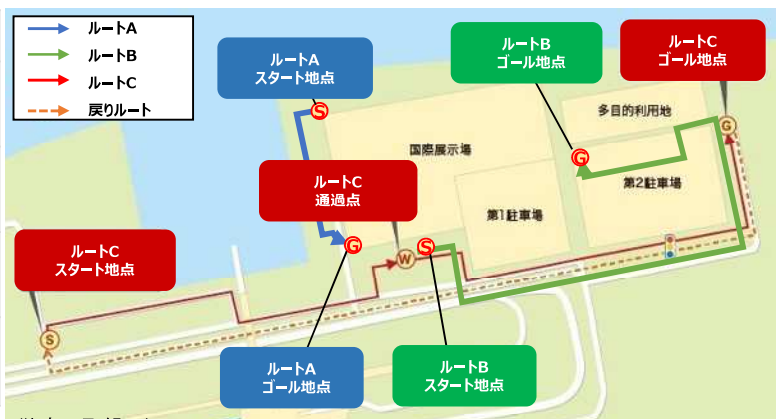 ルートA
ルートB
ルートC
戻りルート
ルートA
スタート地点
ルートB
ゴール地点
ルートC
ゴール地点
S
多目的利用地
G
国際展示場
G
ルートC
通過点
第2駐車場
第1駐車場
ルートC
スタート地点
G
S
W
S
ルートA
ゴール地点
ルートB
スタート地点